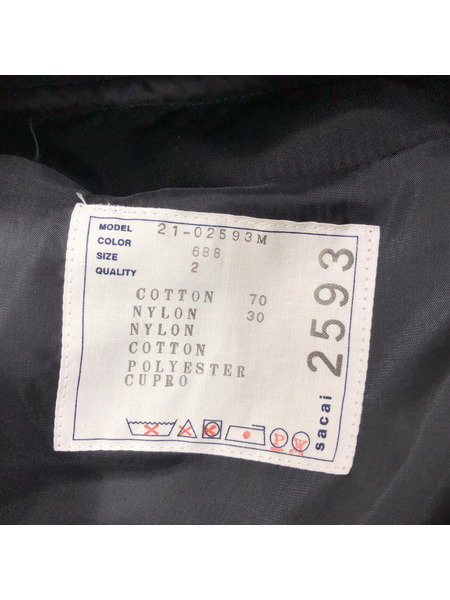 MODEL 21-02593M
COLOR 688
SIZE 2
QUALITY
COTTON 70
NYLON 30
NYLON
COTTON
POLYESTER
CUPRO
P W
sacai 2593